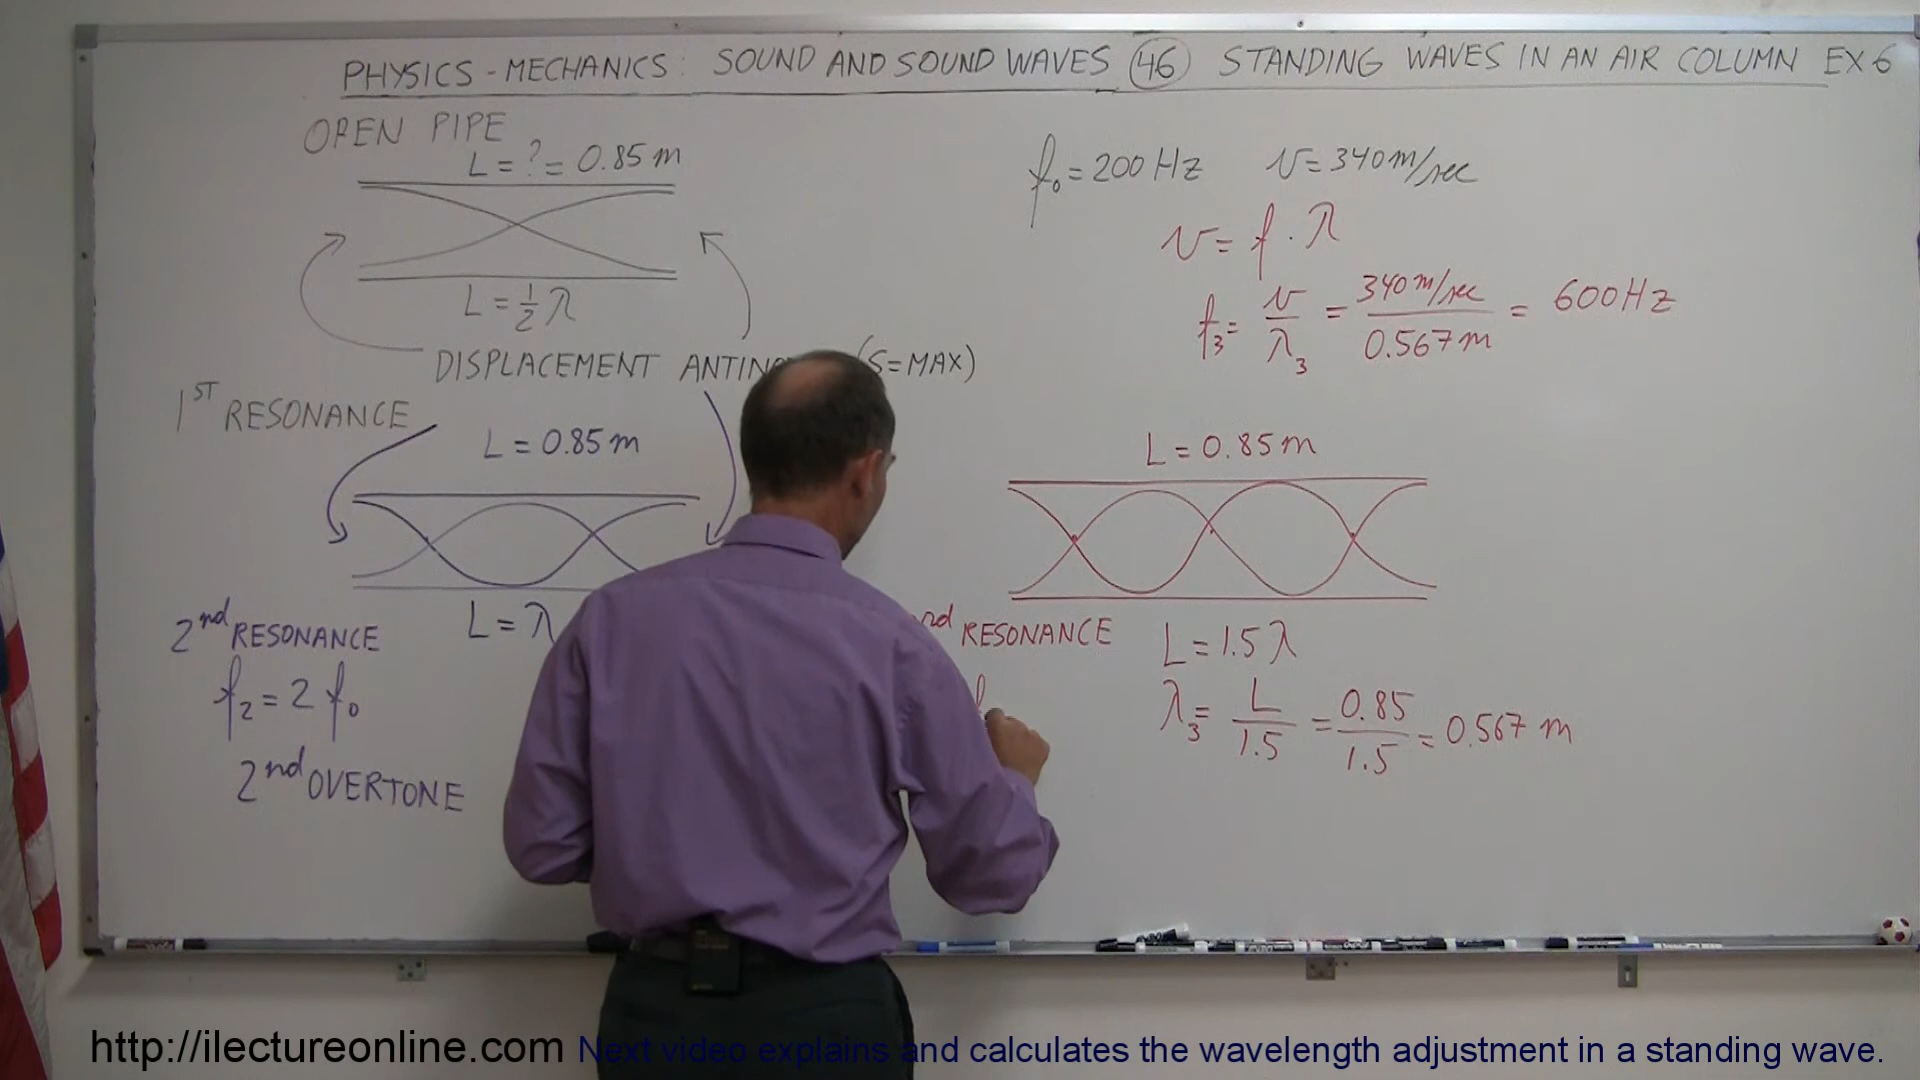 PHYSICS - MECHANICS: SOUND AND SOUND WAVES 46 STANDING WAVES IN AN AIR COLUMN EX 6
OPEN PIPE
L = ? = 0.85 m
L = 1/2 λ
DISPLACEMENT ANTINO (S=MAX)
1ST RESONANCE
L = 0.85 m
L = λ
2nd RESONANCE
f₂ = 2 f₀
2nd OVERTONE
f₀ = 200 Hz v = 340 m/sec
v = f · λ
f₃ = v/λ₃ = 340 m/sec / 0.567 m = 600 Hz
L = 0.85 m
rd RESONANCE
L = 1.5 λ
λ₃ = L/1.5 = 0.85/1.5 = 0.567 m
http://ilectureonline.com Next video explains and calculates the wavelength adjustment in a standing wave.